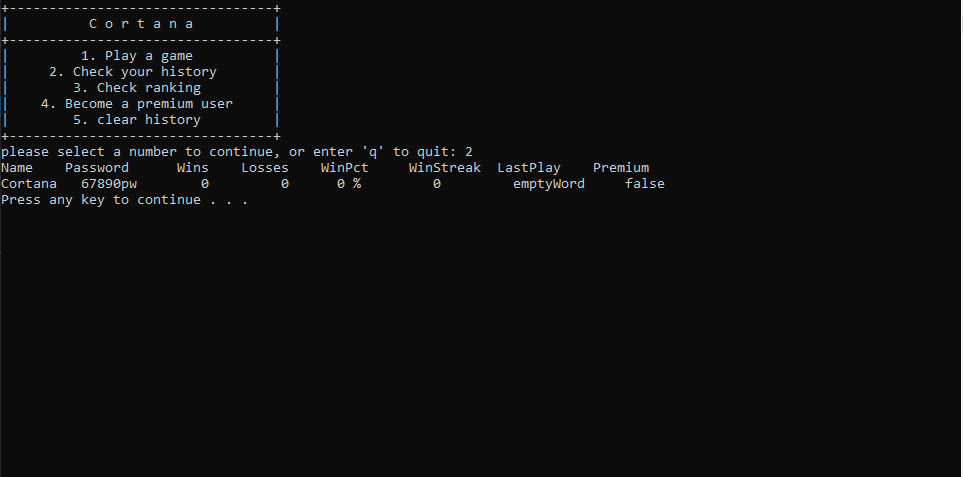 +---------------------------------+
|          C o r t a n a          |
+---------------------------------+
|         1. Play a game          |
|     2. Check your history       |
|        3. Check ranking         |
|    4. Become a premium user     |
|        5. clear history         |
+---------------------------------+
please select a number to continue, or enter 'q' to quit: 2
Name    Password      Wins    Losses    WinPct     WinStreak  LastPlay    Premium
Cortana   67890pw        0         0      0 %         0         emptyWord     false
Press any key to continue . . .